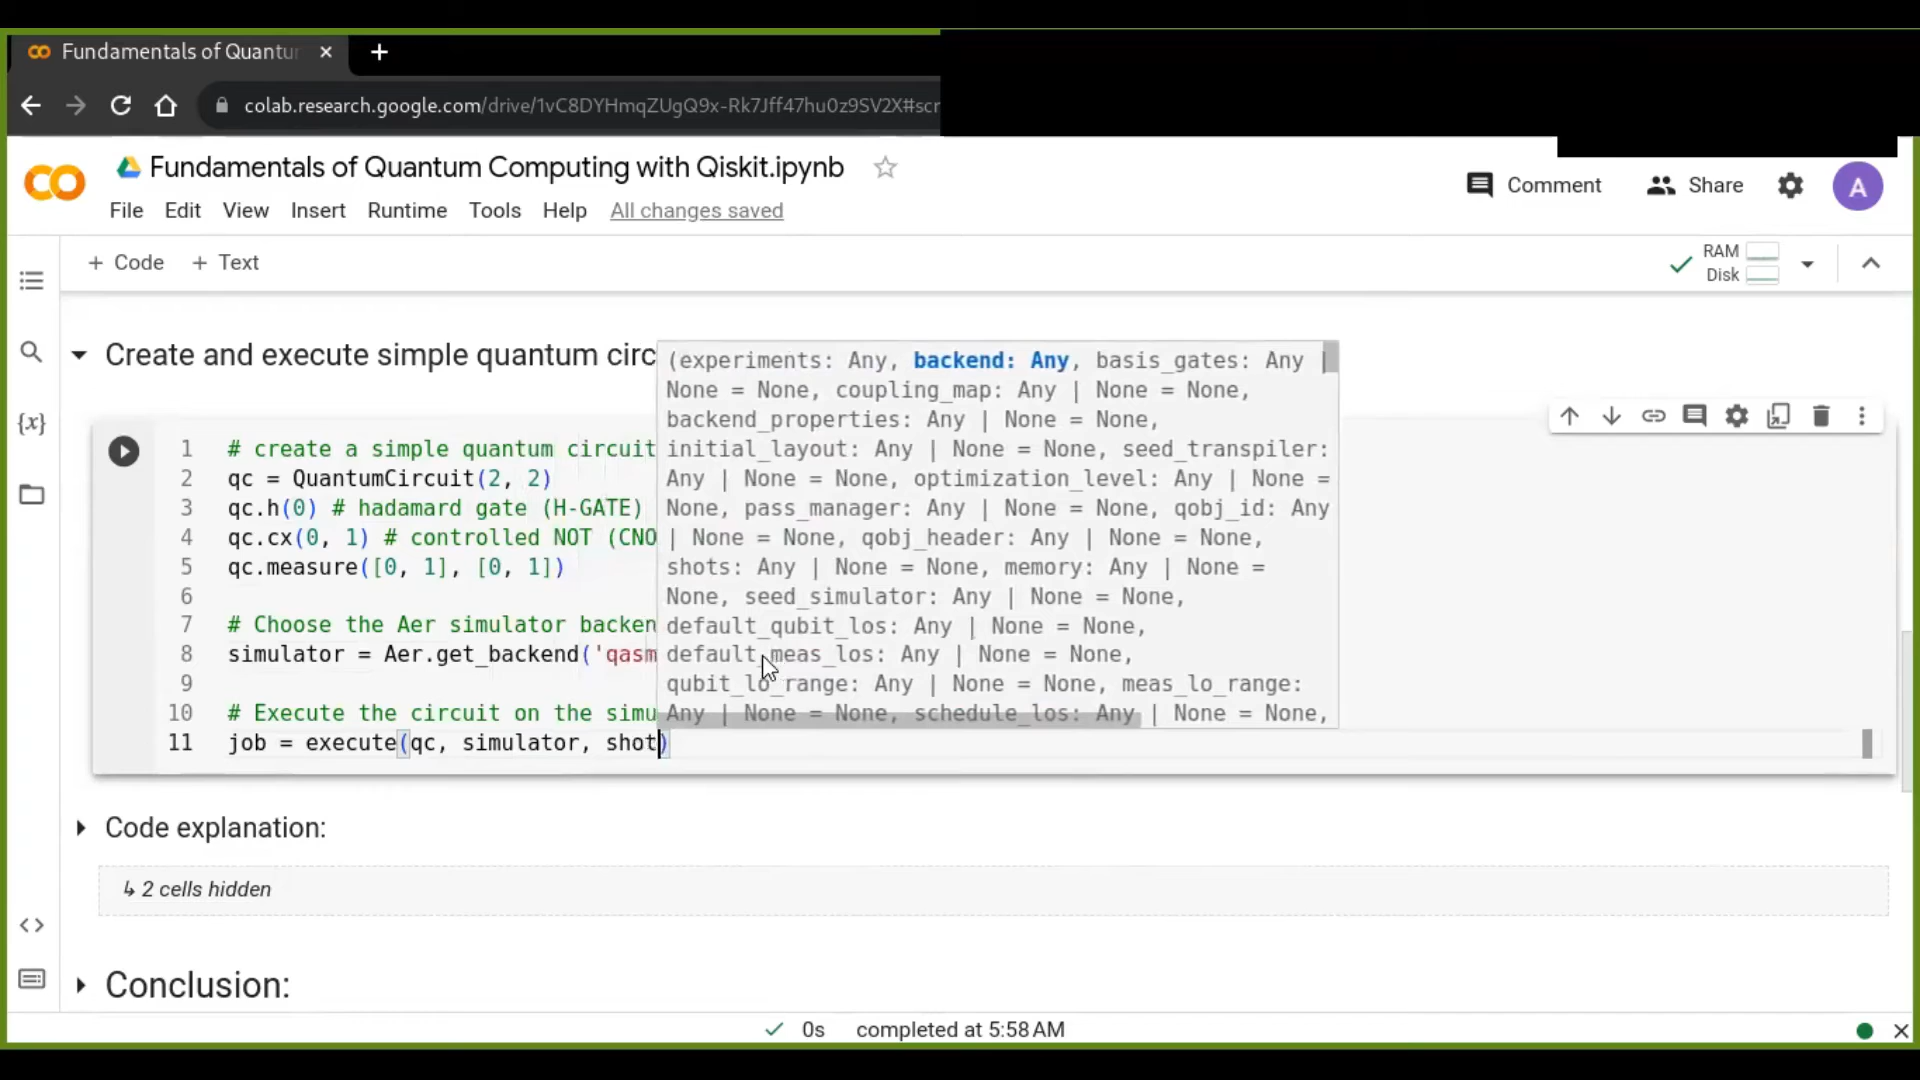 Fundamentals of Quantum
colab.research.google.com/drive/1vC8DYHmqZUgQ9x-Rk7Jff47hu0z9SV2X#scr
Fundamentals of Quantum Computing with Qiskit.ipynb
Comment Share A
File Edit View Insert Runtime Tools Help All changes saved
+ Code + Text
RAM
Disk
Create and execute simple quantum circ
(experiments: Any, backend: Any, basis_gates: Any |
None = None, coupling_map: Any | None = None,
backend_properties: Any | None = None,
initial_layout: Any | None = None, seed_transpiler:
Any | None = None, optimization_level: Any | None =
None, pass_manager: Any | None = None, qobj_id: Any
| None = None, qobj_header: Any | None = None,
shots: Any | None = None, memory: Any | None =
None, seed_simulator: Any | None = None,
default_qubit_los: Any | None = None,
default_meas_los: Any | None = None,
qubit_lo_range: Any | None = None, meas_lo_range:
Any | None = None, schedule_los: Any | None = None,
1 # create a simple quantum circuit
2 qc = QuantumCircuit(2, 2)
3 qc.h(0) # hadamard gate (H-GATE)
4 qc.cx(0, 1) # controlled NOT (CNO
5 qc.measure([0, 1], [0, 1])
6
7 # Choose the Aer simulator backen
8 simulator = Aer.get_backend('qasm
9
10 # Execute the circuit on the simu
11 job = execute(qc, simulator, shot)
Code explanation:
↳ 2 cells hidden
Conclusion:
0s completed at 5:58 AM